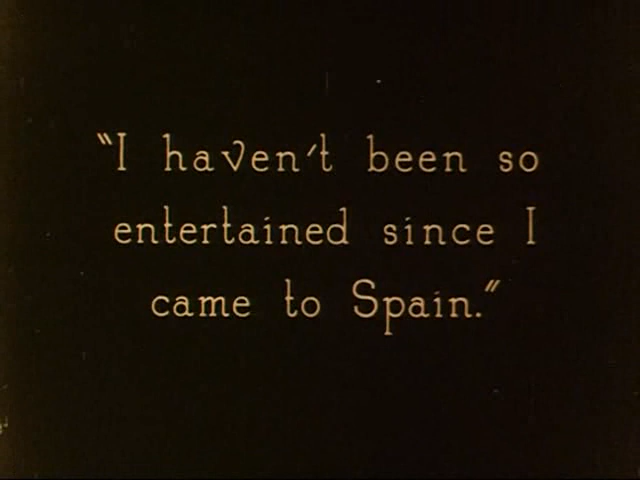 "I haven't been so
entertained since I
came to Spain."